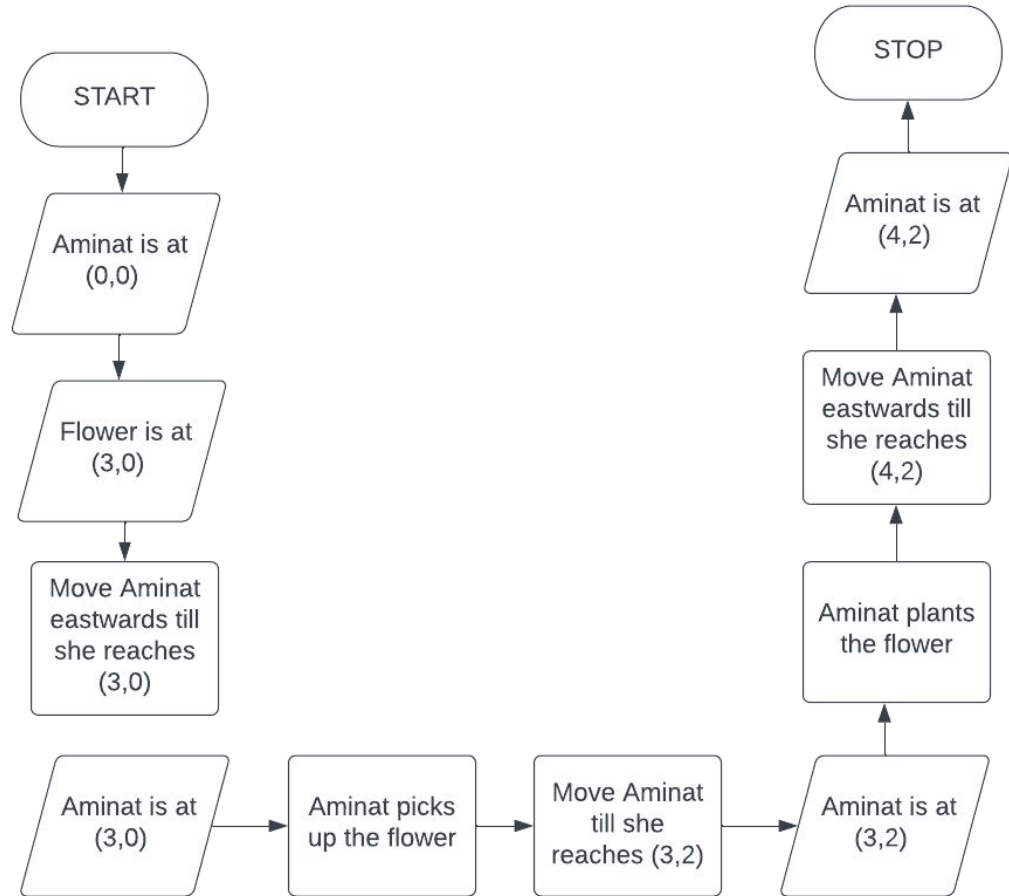 START
Aminat is at
(0,0)
Flower is at
(3,0)
Move Aminat
eastwards till
she reaches
(3,0)
Aminat is at
(3,0)
Aminat picks
up the flower
Move Aminat
till she
reaches (3,2)
Aminat is at
(3,2)
Aminat plants
the flower
Move Aminat
eastwards till
she reaches
(4,2)
Aminat is at
(4,2)
STOP